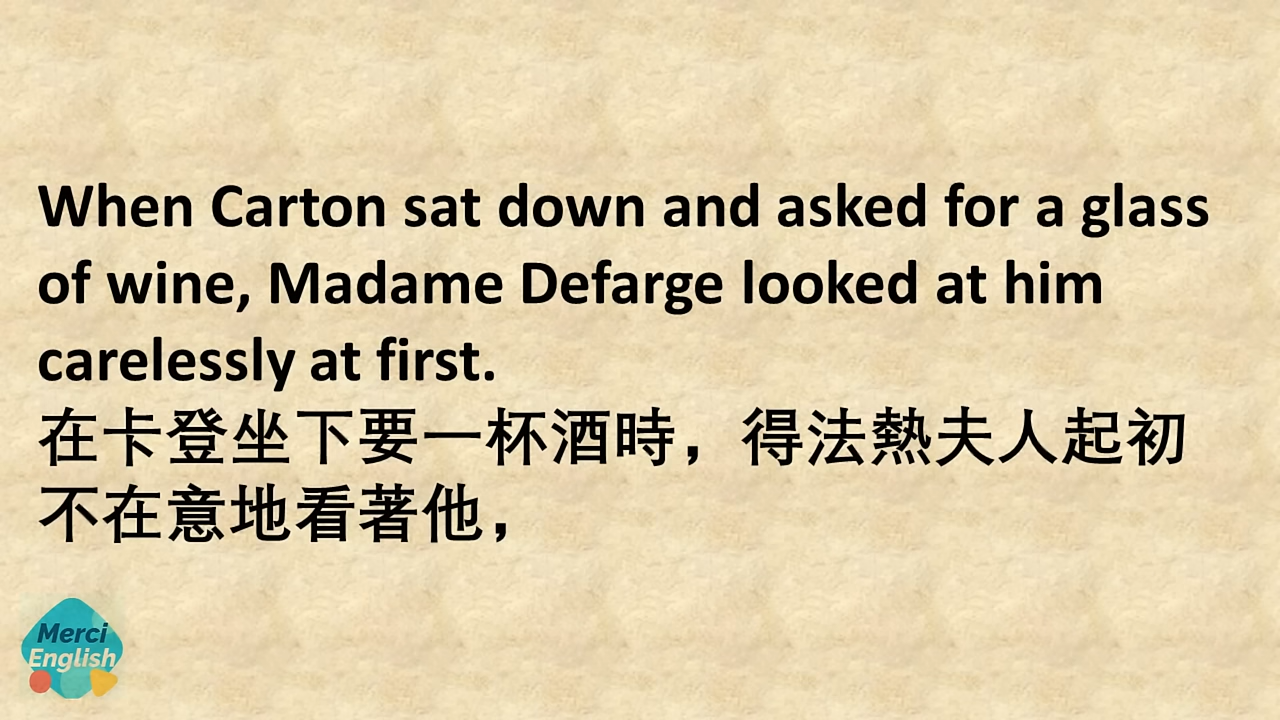 When Carton sat down and asked for a glass
of wine, Madame Defarge looked at him
carelessly at first.
在卡登坐下要一杯酒時，得法熱夫人起初
不在意地看著他，
Merci
English